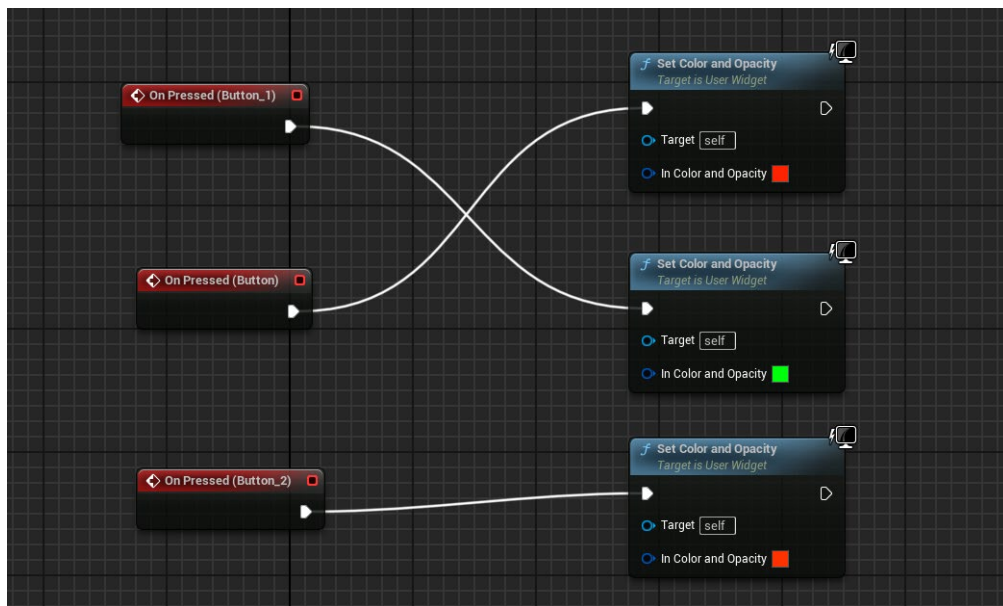 On Pressed (Button_1)
On Pressed (Button)
On Pressed (Button_2)
f Set Color and Opacity
Target is User Widget
Target self
In Color and Opacity
f Set Color and Opacity
Target is User Widget
Target self
In Color and Opacity
f Set Color and Opacity
Target is User Widget
Target self
In Color and Opacity